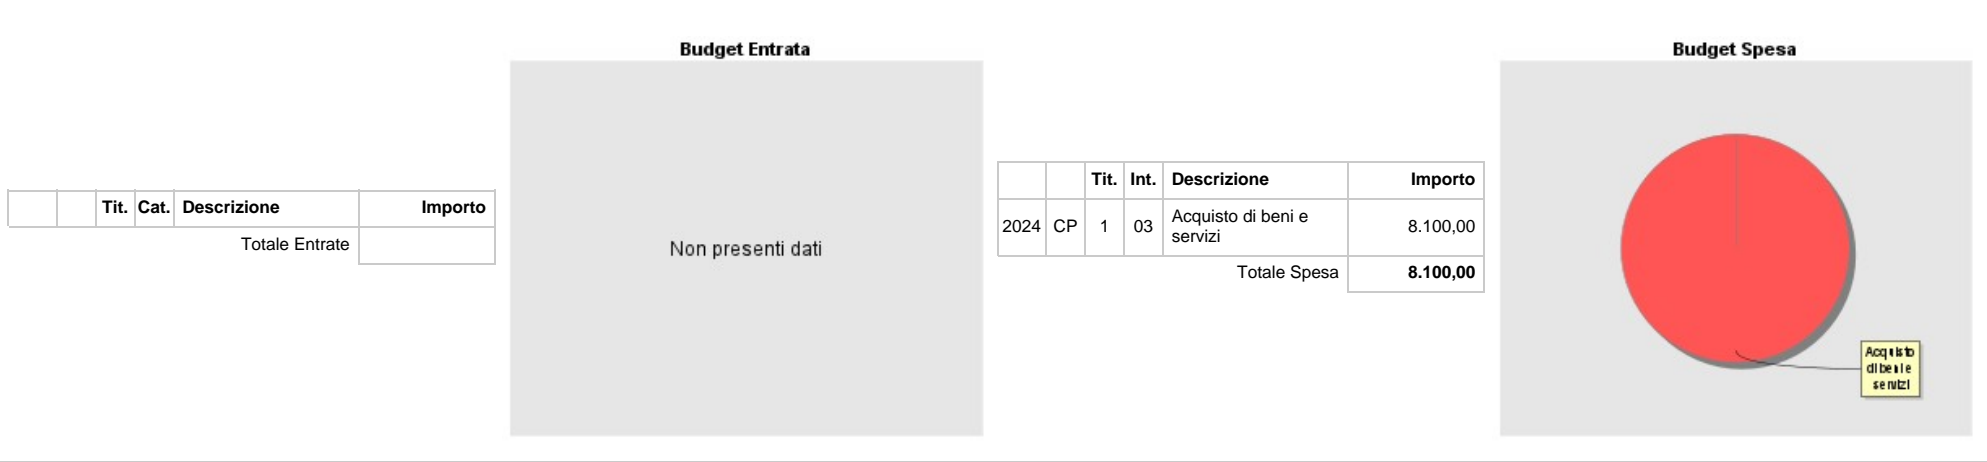 Budget Entrata
Tit. Cat. Descrizione Importo
Totale Entrate
Non presenti dati
Budget Spesa
Tit. Int. Descrizione Importo
2024 CP 1 03 Acquisto di beni e
servizi 8.100,00
Totale Spesa 8.100,00
Acquisto
di beni e
servizi